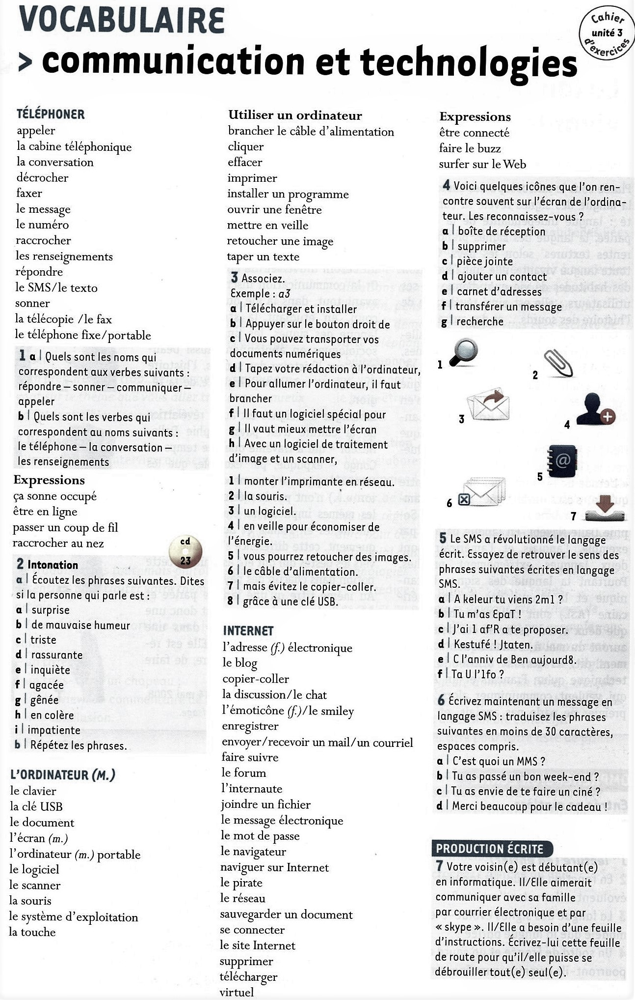 VOCABULAIRE
> communication et technologies
Cahier
unité 3
d'exercices
TÉLÉPHONER
appeler
la cabine téléphonique
la conversation
décrocher
faxer
le message
le numéro
raccrocher
les renseignements
répondre
le SMS/le texto
sonner
la télécopie /le fax
le téléphone fixe/portable
1 a | Quels sont les noms qui
correspondent aux verbes suivants :
répondre – sonner – communiquer –
appeler
b | Quels sont les verbes qui
correspondent au noms suivants :
le téléphone – la conversation –
les renseignements
Expressions
ça sonne occupé
être en ligne
passer un coup de fil
raccrocher au nez
cd
23
2 Intonation
a | Écoutez les phrases suivantes. Dites
si la personne qui parle est :
a | surprise
b | de mauvaise humeur
c | triste
d | rassurante
e | inquiète
f | agacée
g | gênée
h | en colère
i | impatiente
b | Répétez les phrases.
L'ORDINATEUR (M.)
le clavier
la clé USB
le document
l'écran (m.)
l'ordinateur (m.) portable
le logiciel
le scanner
la souris
le système d'exploitation
la touche
Utiliser un ordinateur
brancher le câble d'alimentation
cliquer
effacer
imprimer
installer un programme
ouvrir une fenêtre
mettre en veille
retoucher une image
taper un texte
3 Associez.
Exemple : a3
a | Télécharger et installer
b | Appuyer sur le bouton droit de
c | Vous pouvez transporter vos
documents numériques
d | Tapez votre rédaction à l'ordinateur,
e | Pour allumer l'ordinateur, il faut
brancher
f | Il faut un logiciel spécial pour
g | Il vaut mieux mettre l'écran
h | Avec un logiciel de traitement
d'image et un scanner,
1 | monter l'imprimante en réseau.
2 | la souris.
3 | un logiciel.
4 | en veille pour économiser de
l'énergie.
5 | vous pourrez retoucher des images.
6 | le câble d'alimentation.
7 | mais évitez le copier-coller.
8 | grâce à une clé USB.
INTERNET
l'adresse (f.) électronique
le blog
copier-coller
la discussion/le chat
l'émoticône (f.)/le smiley
enregistrer
envoyer/recevoir un mail/un courriel
faire suivre
le forum
l'internaute
joindre un fichier
le message électronique
le mot de passe
le navigateur
naviguer sur Internet
le pirate
le réseau
sauvegarder un document
se connecter
le site Internet
supprimer
télécharger
virtuel
Expressions
être connecté
faire le buzz
surfer sur le Web
4 Voici quelques icônes que l'on ren-
contre souvent sur l'écran de l'ordina-
teur. Les reconnaissez-vous ?
a | boîte de réception
b | supprimer
c | pièce jointe
d | ajouter un contact
e | carnet d'adresses
f | transférer un message
g | recherche
1
2
3
4
@
5
6
7
5 Le SMS a révolutionné le langage
écrit. Essayez de retrouver le sens des
phrases suivantes écrites en langage
SMS.
a | A keleur tu viens 2m1 ?
b | Tu m'as EpaT !
c | J'ai 1 af'R a te proposer.
d | Kestufé ! Jtaten.
e | C l'anniv de Ben aujourd8.
f | Ta U l'1fo ?
6 Écrivez maintenant un message en
langage SMS : traduisez les phrases
suivantes en moins de 30 caractères,
espaces compris.
a | C'est quoi un MMS ?
b | Tu as passé un bon week-end ?
c | Tu as envie de te faire un ciné ?
d | Merci beaucoup pour le cadeau !
PRODUCTION ÉCRITE
7 Votre voisin(e) est débutant(e)
en informatique. Il/Elle aimerait
communiquer avec sa famille
par courrier électronique et par
« skype ». Il/Elle a besoin d'une feuille
d'instructions. Écrivez-lui cette feuille
de route pour qu'il/elle puisse se
débrouiller tout(e) seul(e).